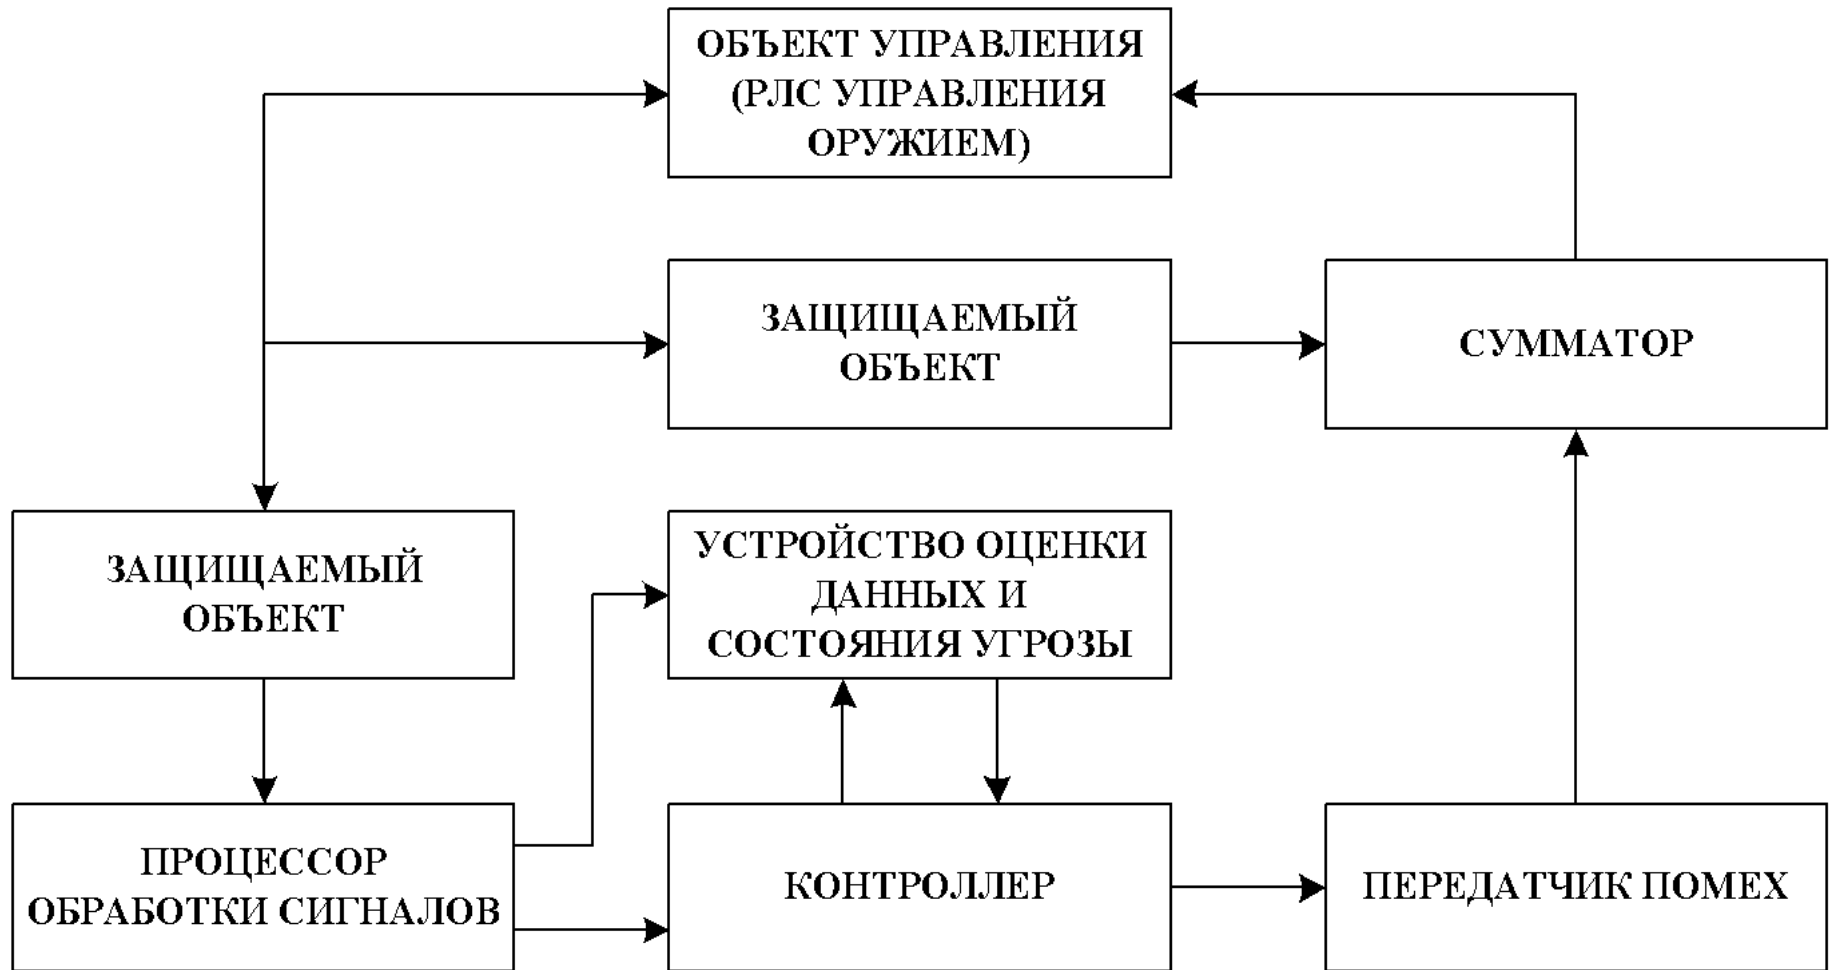 ОБЪЕКТ УПРАВЛЕНИЯ
(РЛС УПРАВЛЕНИЯ
ОРУЖИЕМ)
ЗАЩИЩАЕМЫЙ
ОБЪЕКТ
СУММАТОР
ЗАЩИЩАЕМЫЙ
ОБЪЕКТ
УСТРОЙСТВО ОЦЕНКИ
ДАННЫХ И
СОСТОЯНИЯ УГРОЗЫ
ПРОЦЕССОР
ОБРАБОТКИ СИГНАЛОВ
КОНТРОЛЛЕР
ПЕРЕДАТЧИК ПОМЕХ